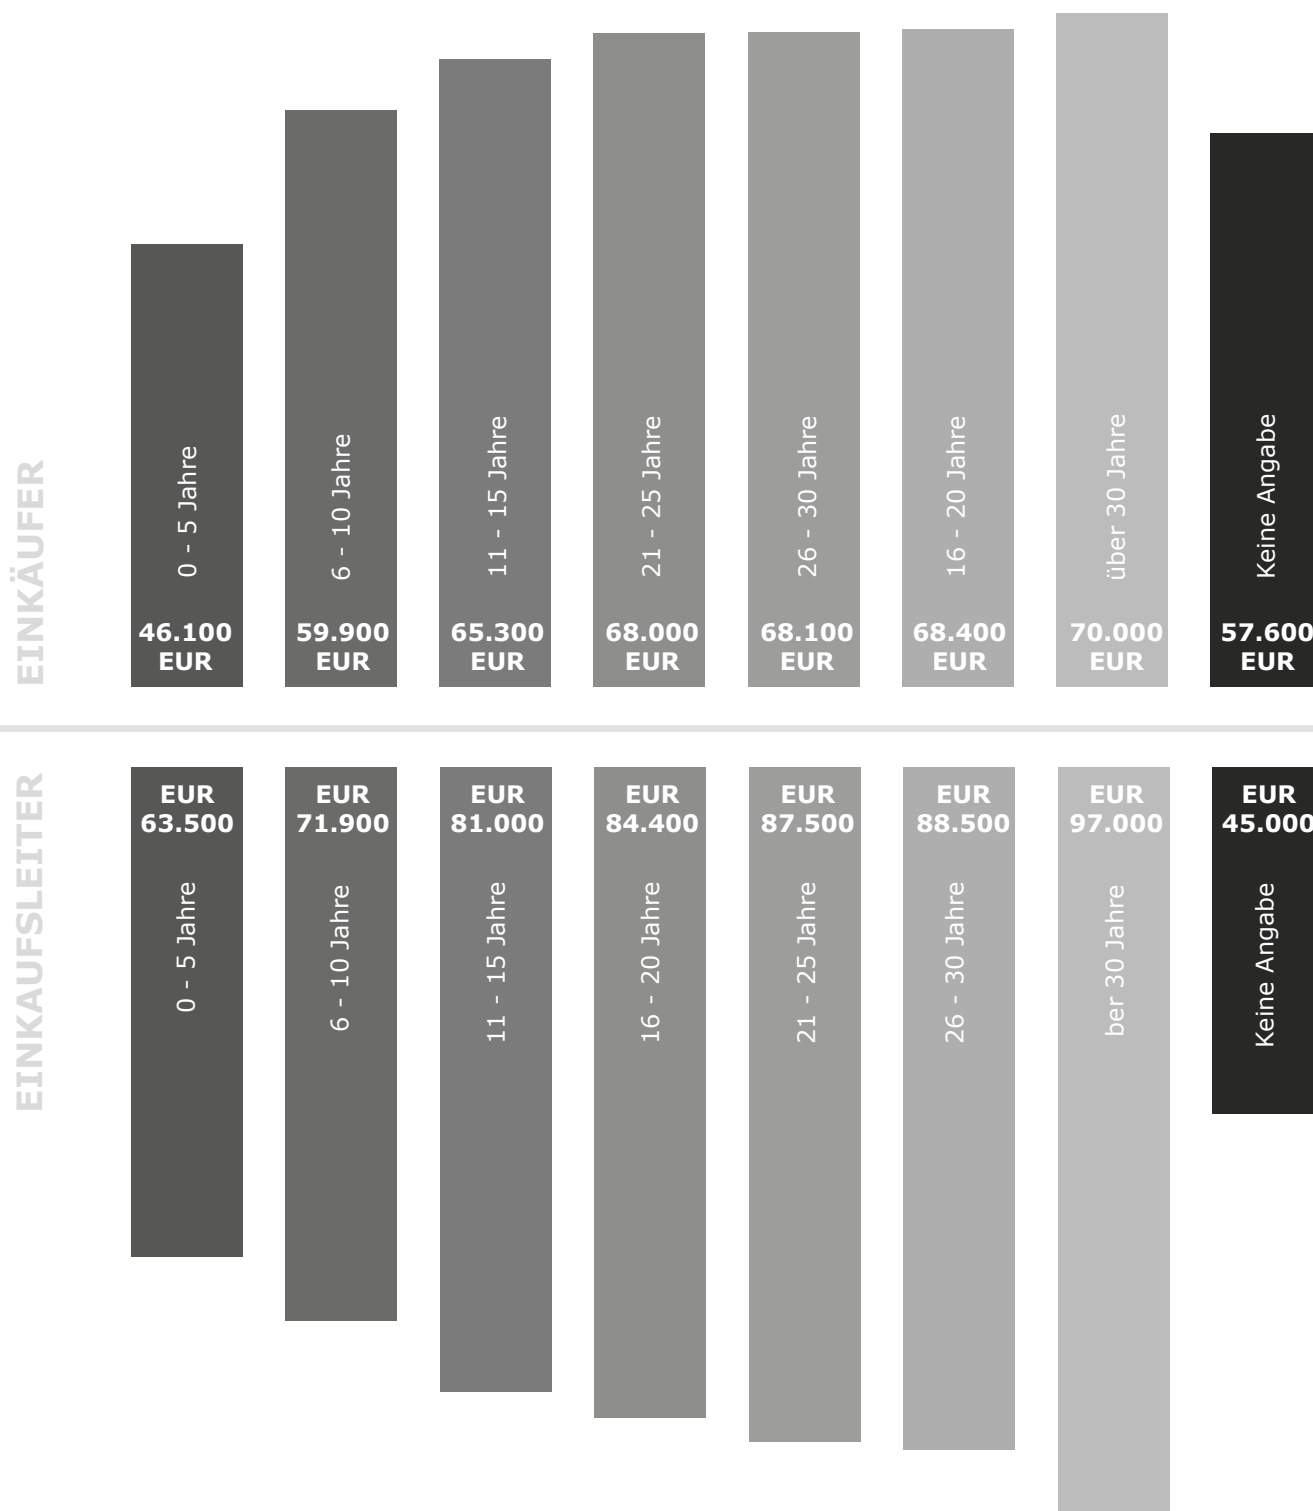 EINKÄUFER
0 - 5 Jahre
46.100
EUR
6 - 10 Jahre
59.900
EUR
11 - 15 Jahre
65.300
EUR
21 - 25 Jahre
68.000
EUR
26 - 30 Jahre
68.100
EUR
16 - 20 Jahre
68.400
EUR
über 30 Jahre
70.000
EUR
Keine Angabe
57.600
EUR
EINKAUFSLEITER
EUR
63.500
0 - 5 Jahre
EUR
71.900
6 - 10 Jahre
EUR
81.000
11 - 15 Jahre
EUR
84.400
16 - 20 Jahre
EUR
87.500
21 - 25 Jahre
EUR
88.500
26 - 30 Jahre
EUR
97.000
ber 30 Jahre
EUR
45.000
Keine Angabe